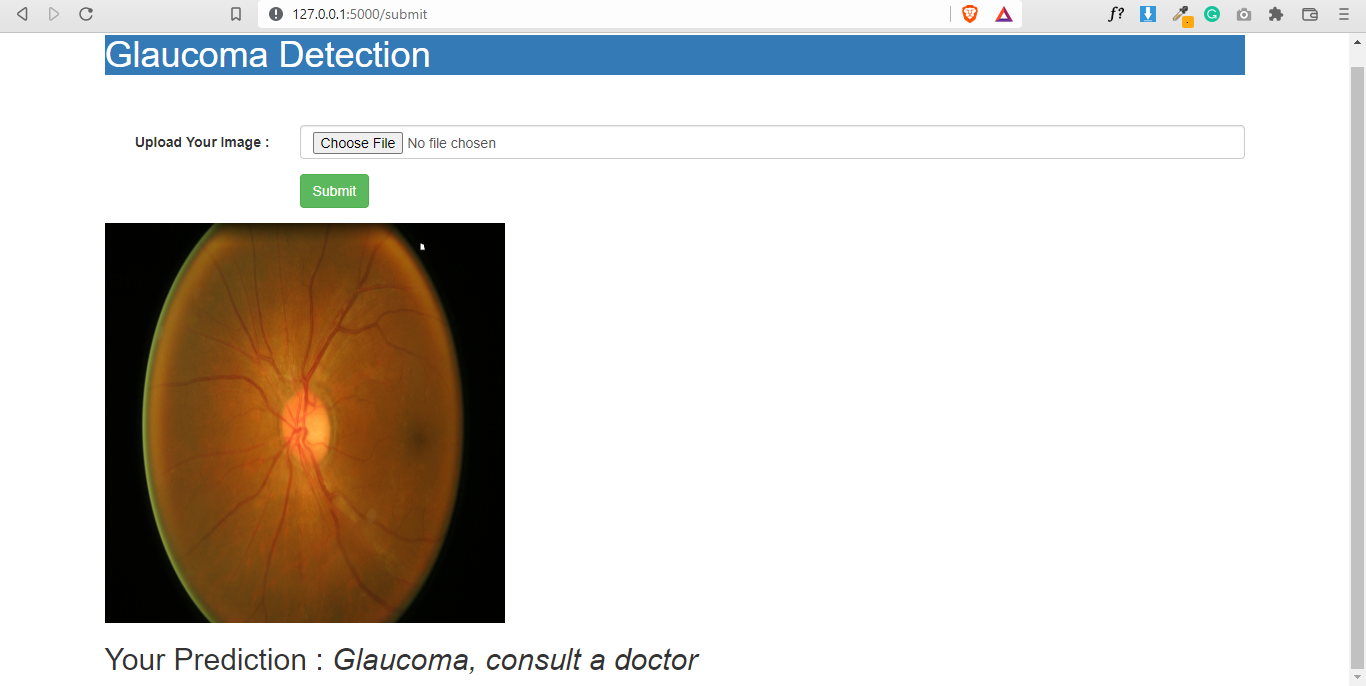 127.0.0.1:5000/submit
f?
Glaucoma Detection
Upload Your Image :
Choose File No file chosen
Submit
Your Prediction : Glaucoma, consult a doctor